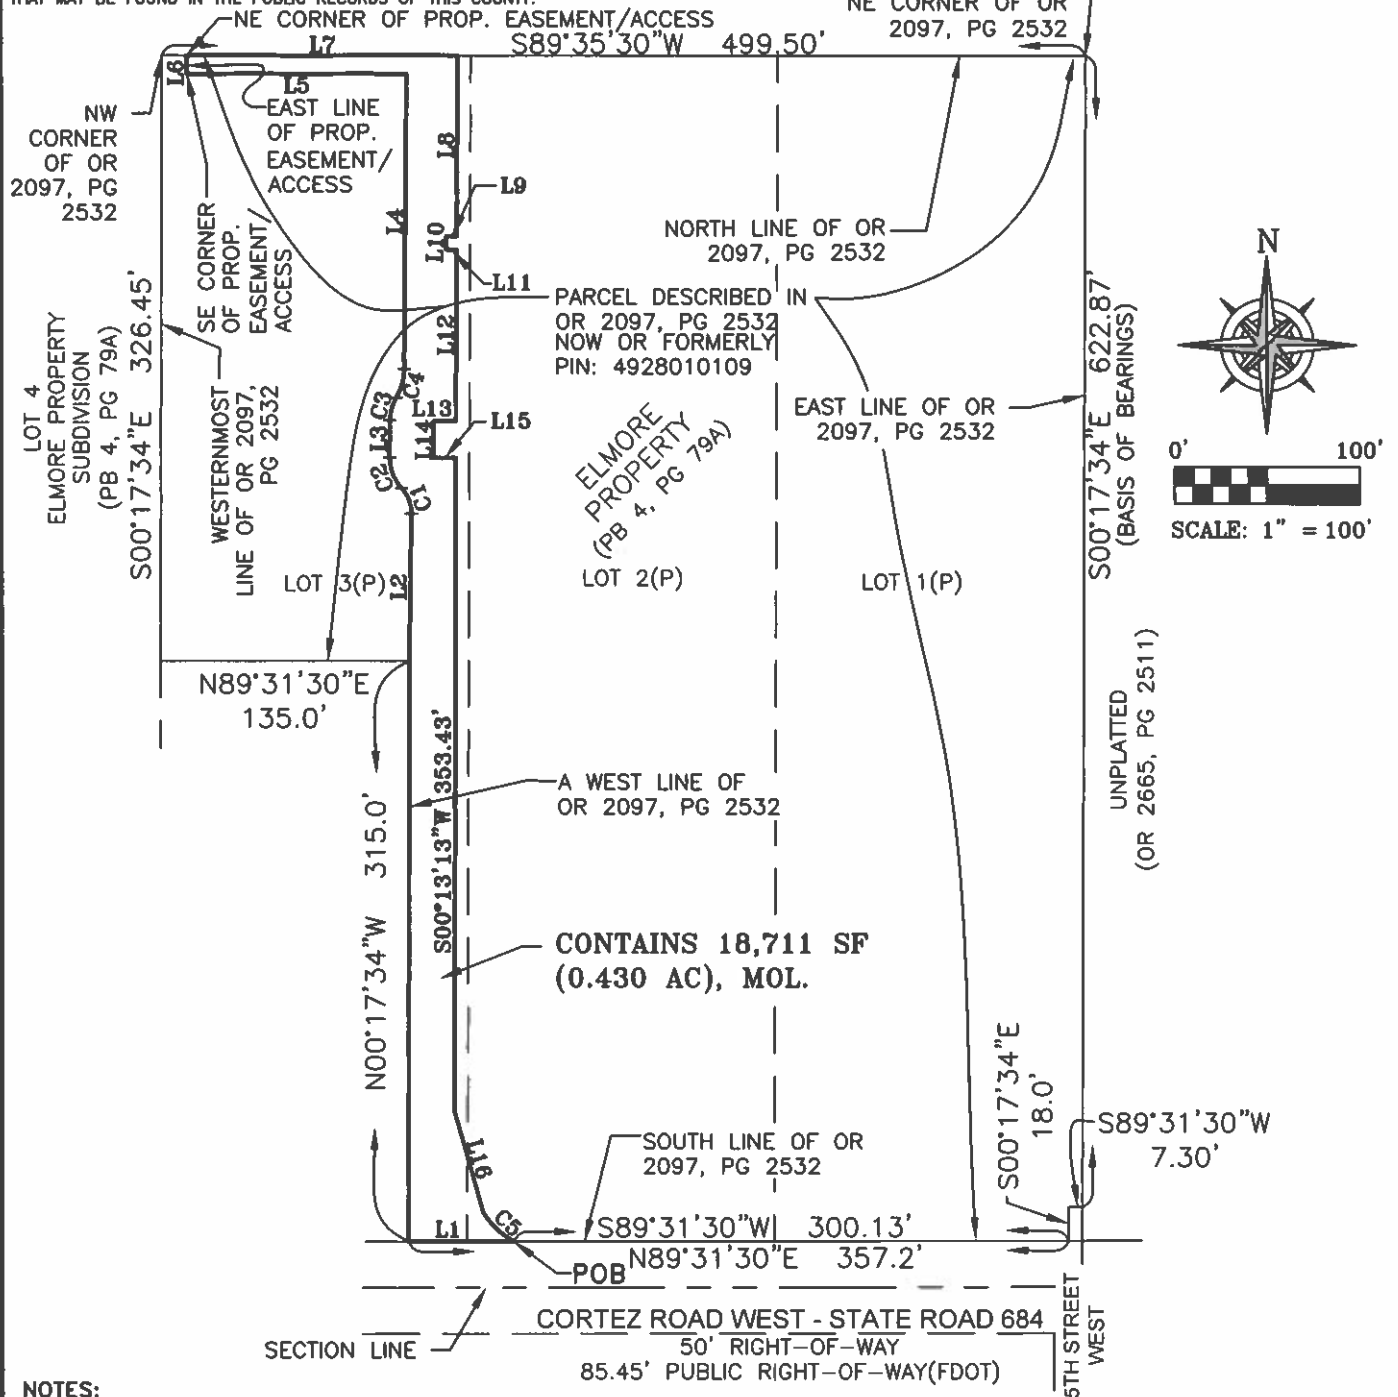 NE CORNER OF PROP. EASEMENT/ACCESS
NE CORNER OF OR
2097, PG 2532
L7
S89°35'30"W 499.50'
L6
L5
NW
CORNER
OF OR
2097, PG
2532
EAST LINE
OF PROP.
EASEMENT/
ACCESS
L8
L9
L4
L10
L11
SE CORNER
OF PROP.
EASEMENT/
ACCESS
NORTH LINE OF OR
2097, PG 2532
N
LOT 4
ELMORE PROPERTY
SUBDIVISION
(PB 4, PG 79A)
S00°17'34"E 326.45'
WESTERNMOST
LINE OF OR 2097,
PG 2532
PARCEL DESCRIBED IN
OR 2097, PG 2532
NOW OR FORMERLY
PIN: 4928010109
L12
C4
C3
L13
L3
L14
L15
C2
C1
EAST LINE OF OR
2097, PG 2532
S00°17'34"E 622.87'
(BASIS OF BEARINGS)
0' 100'
SCALE: 1" = 100'
ELMORE
PROPERTY
(PB 4, PG 79A)
LOT 3(P)
L2
LOT 2(P)
LOT 1(P)
N89°31'30"E
135.0'
UNPLATTED
(OR 2665, PG 2511)
N00°17'34"W 315.0'
S00°13'13"W 353.43'
A WEST LINE OF
OR 2097, PG 2532
CONTAINS 18,711 SF
(0.430 AC), MOL.
S00°17'34"E
18.0'
S89°31'30"W
7.30'
L16
SOUTH LINE OF OR
2097, PG 2532
L1
C5
S89°31'30"W 300.13'
N89°31'30"E 357.2'
POB
SECTION LINE
CORTEZ ROAD WEST - STATE ROAD 684
50' RIGHT-OF-WAY
85.45' PUBLIC RIGHT-OF-WAY(FDOT)
5TH STREET
WEST
NOTES: